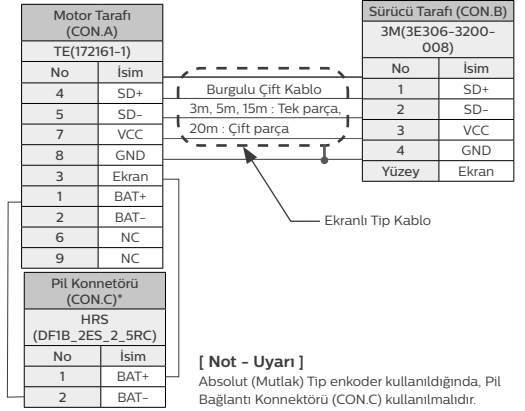 Motor Tarafı
(CON.A)
TE(172161-1)
No İsim
4 SD+
5 SD-
7 VCC
8 GND
3 Ekran
1 BAT+
2 BAT-
6 NC
9 NC
Burgulu Çift Kablo
3m, 5m, 15m : Tek parça,
20m : Çift parça
Sürücü Tarafı (CON.B)
3M(3E306-3200-
008)
No İsim
1 SD+
2 SD-
3 VCC
4 GND
Yüzey Ekran
Ekranlı Tip Kablo
Pil Konnetörü
(CON.C)*
HRS
(DF1B_2ES_2_5RC)
No İsim
1 BAT+
2 BAT-
[ Not - Uyarı ]
Absolut (Mutlak) Tip enkoder kullanıldığında, Pil
Bağlantı Konnektörü (CON.C) kullanılmalıdır.